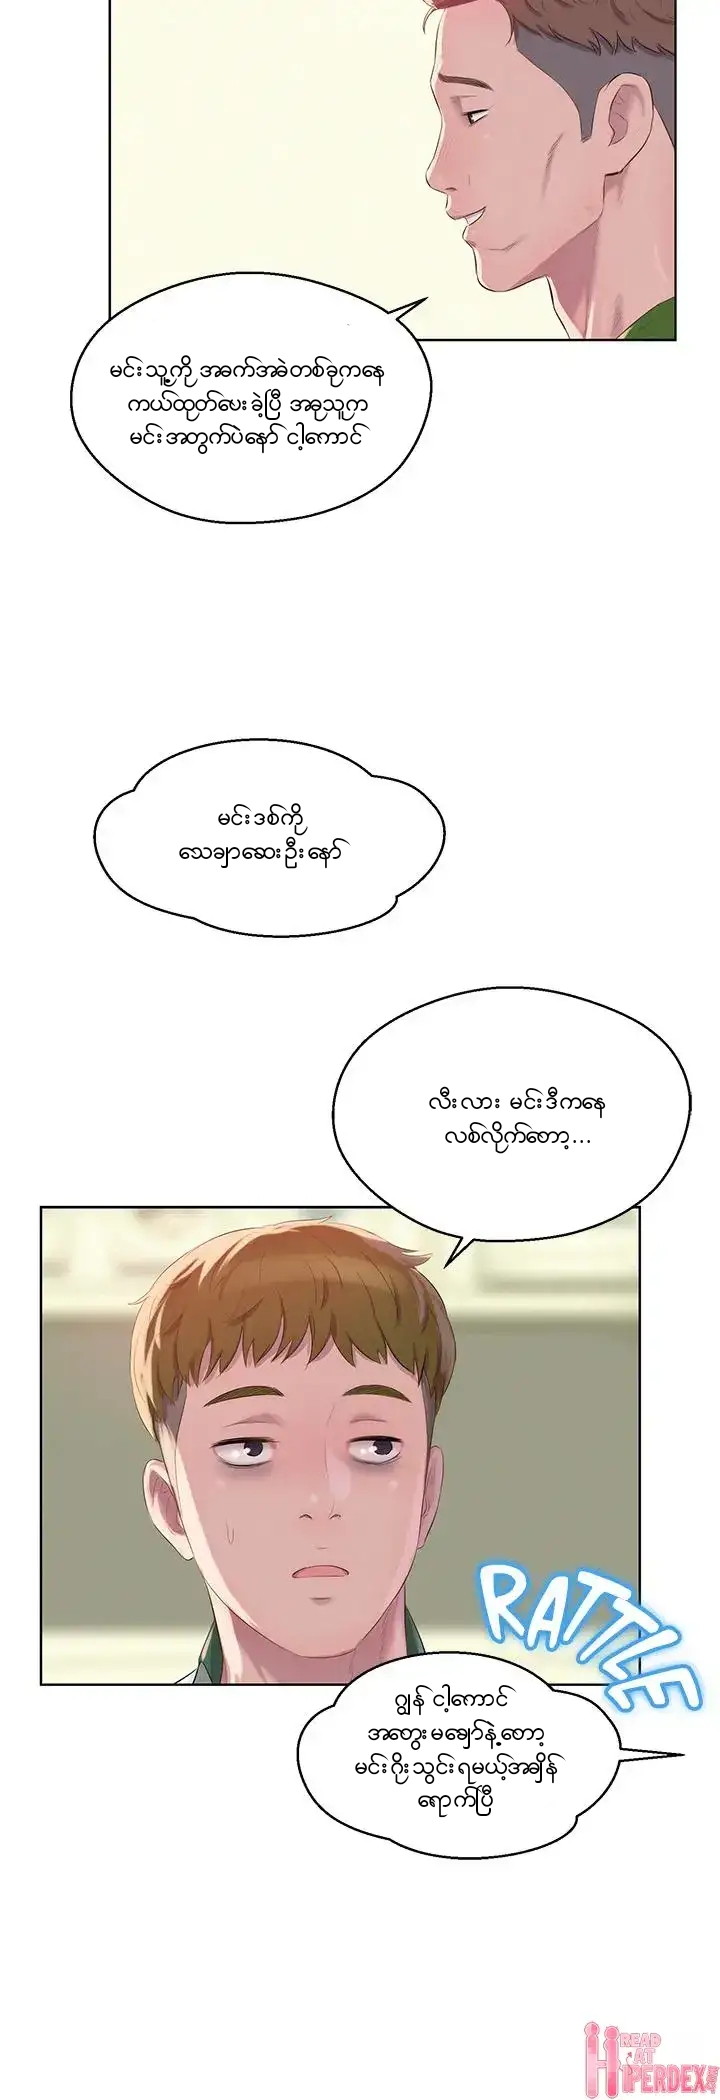 မင်းသူ့ကို အခက်အခဲတစ်ခုကနေ
ကယ်ထုတ်ပေးခဲ့ပြီ အခုသူက
မင်းအတွက်ပဲနော် ငါ့ကောင်
မင်းဒစ်ကို
သေချာဆေးဦးနော်
လီးလား မင်းဒီကနေ
လစ်လိုက်တော့...
RATTLE
ဂျွန် ငါ့ကောင်
အတွေးမချော်နဲ့တော့
မင်းဂိုးသွင်းရမယ့်အချိန်
ရောက်ပြီ
READ
AT
HIPERDEX.COM